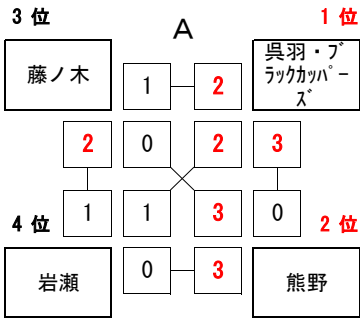 3 位 A 1 位
藤ノ木 1 2 呉羽・ブ
ラックカッパー
ズ
2 0 2 3
1 1 3 0
4 位 2 位
岩瀬 0 3 熊野